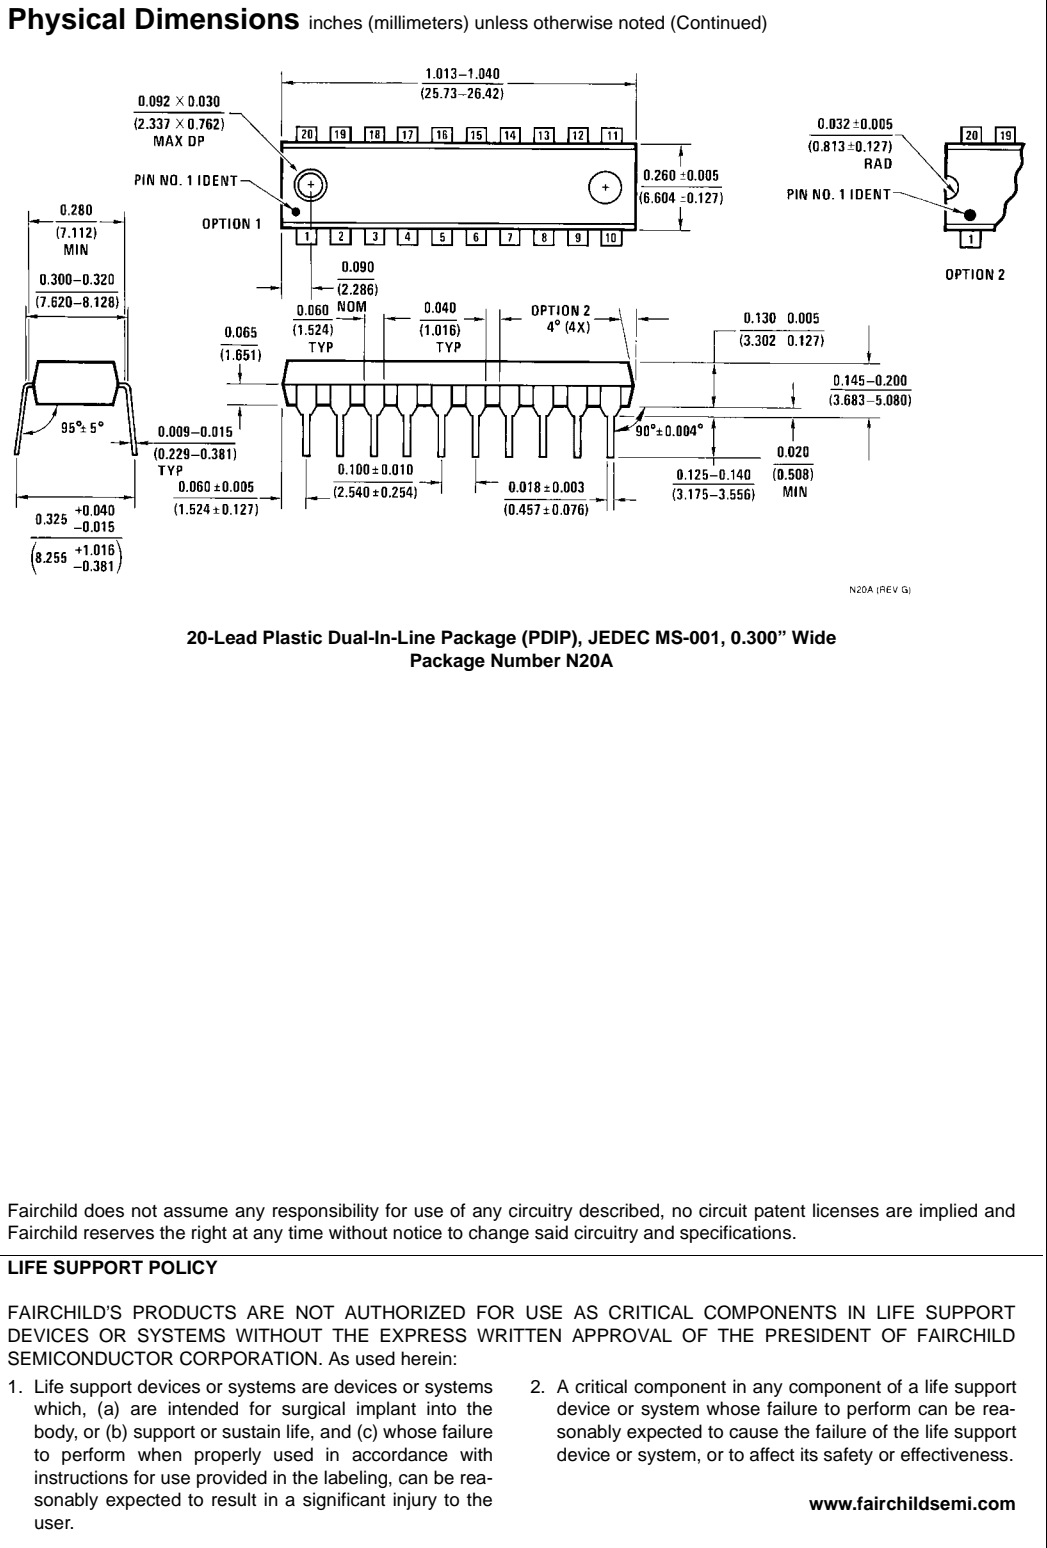 Physical Dimensions inches (millimeters) unless otherwise noted (Continued)
1.013–1.040
(25.73–26.42)
0.092 × 0.030
(2.337 × 0.762)
MAX DP
20 19 18 17 16 15 14 13 12 11
0.032 ±0.005
(0.813 ±0.127)
RAD
20 19
PIN NO. 1 IDENT
0.260 ±0.005
(6.604 ±0.127)
PIN NO. 1 IDENT
OPTION 1
1 2 3 4 5 6 7 8 9 10
1
OPTION 2
0.280
(7.112)
MIN
0.300–0.320
(7.620–8.128)
0.090
(2.286)
NOM
0.060
(1.524)
TYP
0.040
(1.016)
TYP
OPTION 2
4° (4X)
0.130 0.005
(3.302 0.127)
0.065
(1.651)
0.145–0.200
(3.683–5.080)
95°± 5°
90°±0.004°
0.009–0.015
(0.229–0.381)
TYP
0.100 ±0.010
(2.540 ±0.254)
0.020
(0.508)
MIN
0.125–0.140
(3.175–3.556)
0.060 ±0.005
(1.524 ±0.127)
0.018 ±0.003
(0.457 ±0.076)
0.325 +0.040
–0.015
(8.255 +1.016
–0.381)
N20A (REV G)
20-Lead Plastic Dual-In-Line Package (PDIP), JEDEC MS-001, 0.300” Wide
Package Number N20A
Fairchild does not assume any responsibility for use of any circuitry described, no circuit patent licenses are implied and
Fairchild reserves the right at any time without notice to change said circuitry and specifications.
LIFE SUPPORT POLICY
FAIRCHILD’S PRODUCTS ARE NOT AUTHORIZED FOR USE AS CRITICAL COMPONENTS IN LIFE SUPPORT
DEVICES OR SYSTEMS WITHOUT THE EXPRESS WRITTEN APPROVAL OF THE PRESIDENT OF FAIRCHILD
SEMICONDUCTOR CORPORATION. As used herein:
1. Life support devices or systems are devices or systems
which, (a) are intended for surgical implant into the
body, or (b) support or sustain life, and (c) whose failure
to perform when properly used in accordance with
instructions for use provided in the labeling, can be rea-
sonably expected to result in a significant injury to the
user.
2. A critical component in any component of a life support
device or system whose failure to perform can be rea-
sonably expected to cause the failure of the life support
device or system, or to affect its safety or effectiveness.
www.fairchildsemi.com